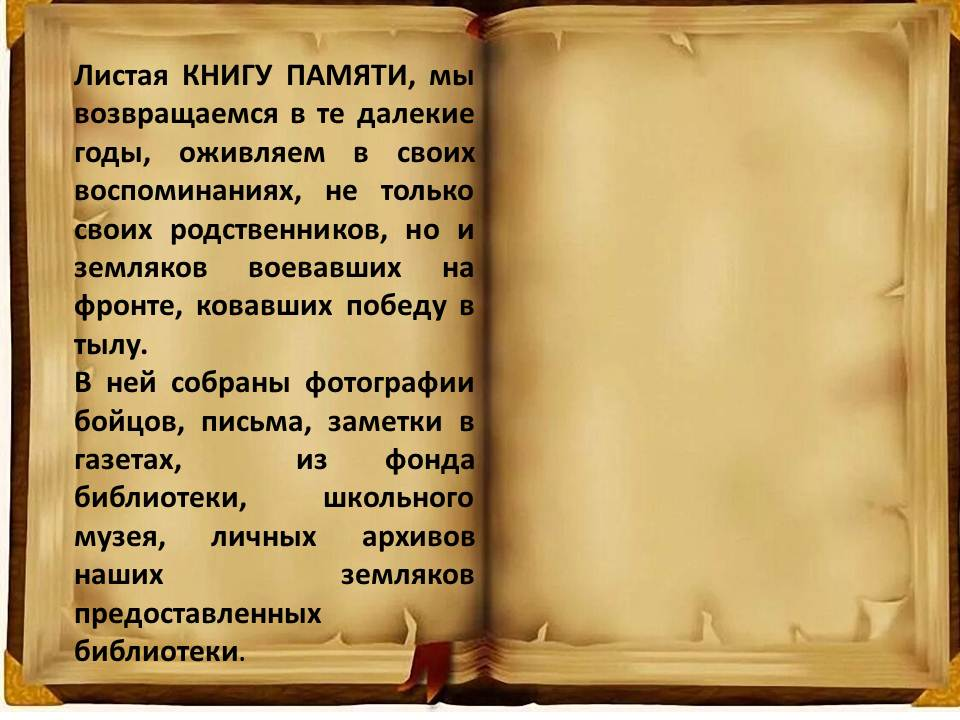 Листая КНИГУ ПАМЯТИ, мы
возвращаемся в те далекие
годы, оживляем в своих
воспоминаниях, не только
своих родственников, но и
земляков воевавших на
фронте, ковавших победу в
тылу.
В ней собраны фотографии
бойцов, письма, заметки в
газетах, из фонда
библиотеки, школьного
музея, личных архивов
наших земляков
предоставленных
библиотеки.